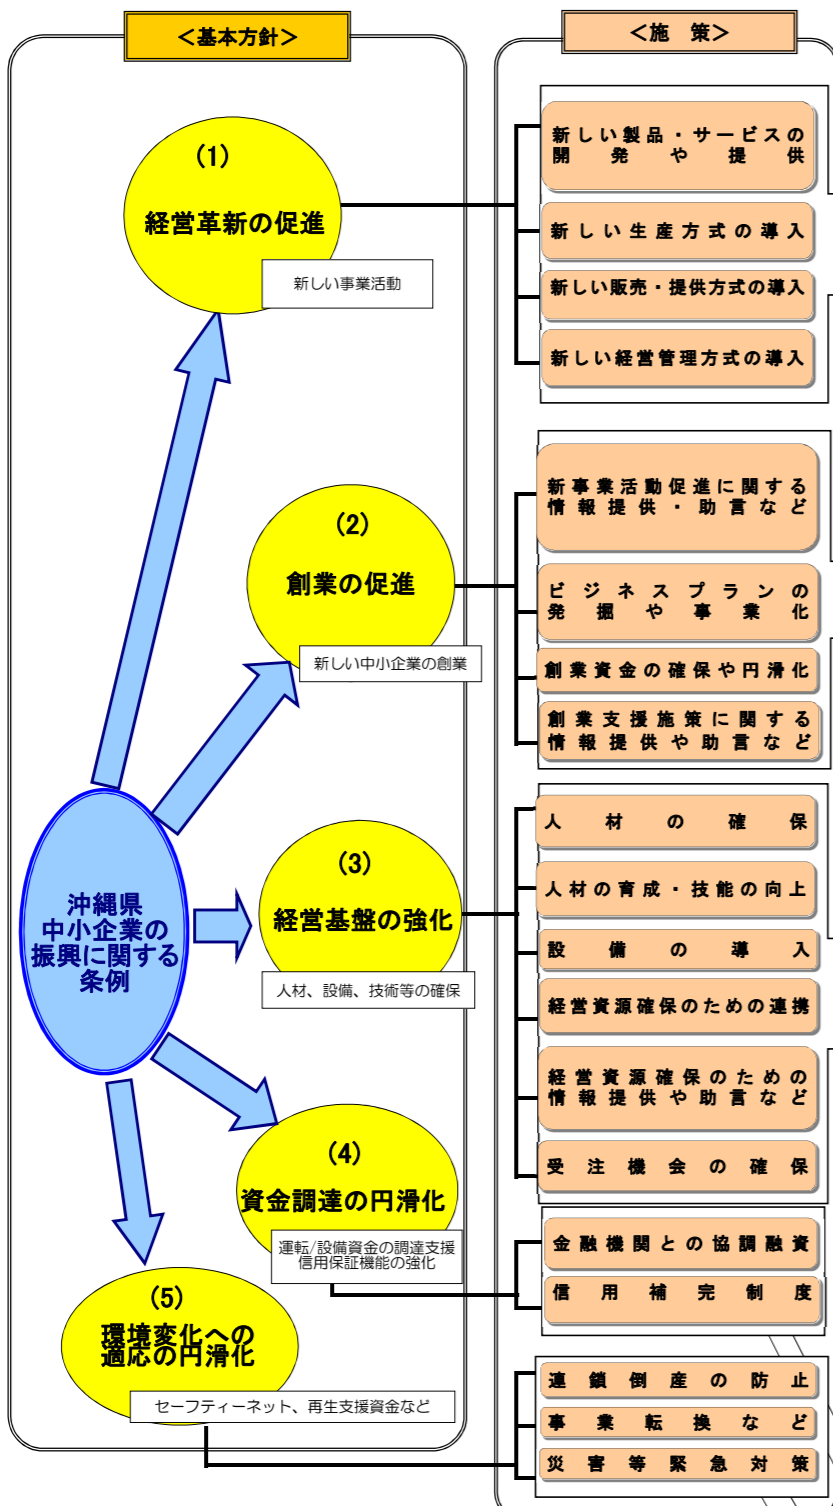 ＜基本方針＞
(1)
経営革新の促進
新しい事業活動
(2)
創業の促進
新しい中小企業の創業
沖縄県
中小企業の
振興に関する
条例
(3)
経営基盤の強化
人材、設備、技術等の確保
(4)
資金調達の円滑化
運転/設備資金の調達支援
信用保証機能の強化
(5)
環境変化への
適応の円滑化
セーフティーネット、再生支援資金など
＜施 策＞
新しい製品・サービスの
開発や提供
新しい生産方式の導入
新しい販売・提供方式の導入
新しい経営管理方式の導入
新事業活動促進に関する
情報提供・助言など
ビジネスプランの
発掘や事業化
創業資金の確保や円滑化
創業支援施策に関する
情報提供や助言など
人材の確保
人材の育成・技能の向上
設備の導入
経営資源確保のための連携
経営資源確保のための
情報提供や助言など
受注機会の確保
金融機関との協調融資
信用補完制度
連鎖倒産の防止
事業転換など
災害等緊急対策